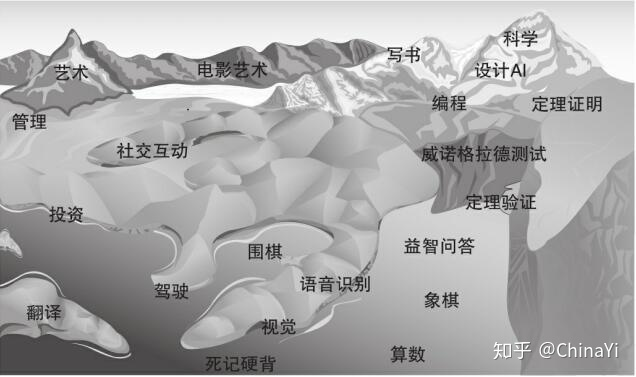 科学
写书
设计AI
艺术
电影艺术
编程
定理证明
管理
社交互动
威诺格拉德测试
定理验证
投资
围棋
益智问答
语音识别
驾驶
象棋
翻译
视觉
死记硬背
算数
知乎 @ChinaYi